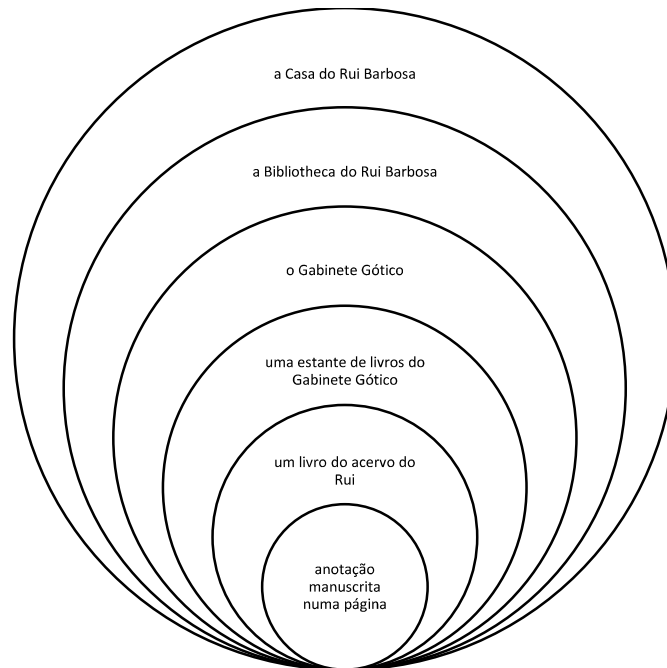 a Casa do Rui Barbosa
a Bibliotheca do Rui Barbosa
o Gabinete Gótico
uma estante de livros do
Gabinete Gótico
um livro do acervo do
Rui
anotação
manuscrita
numa página